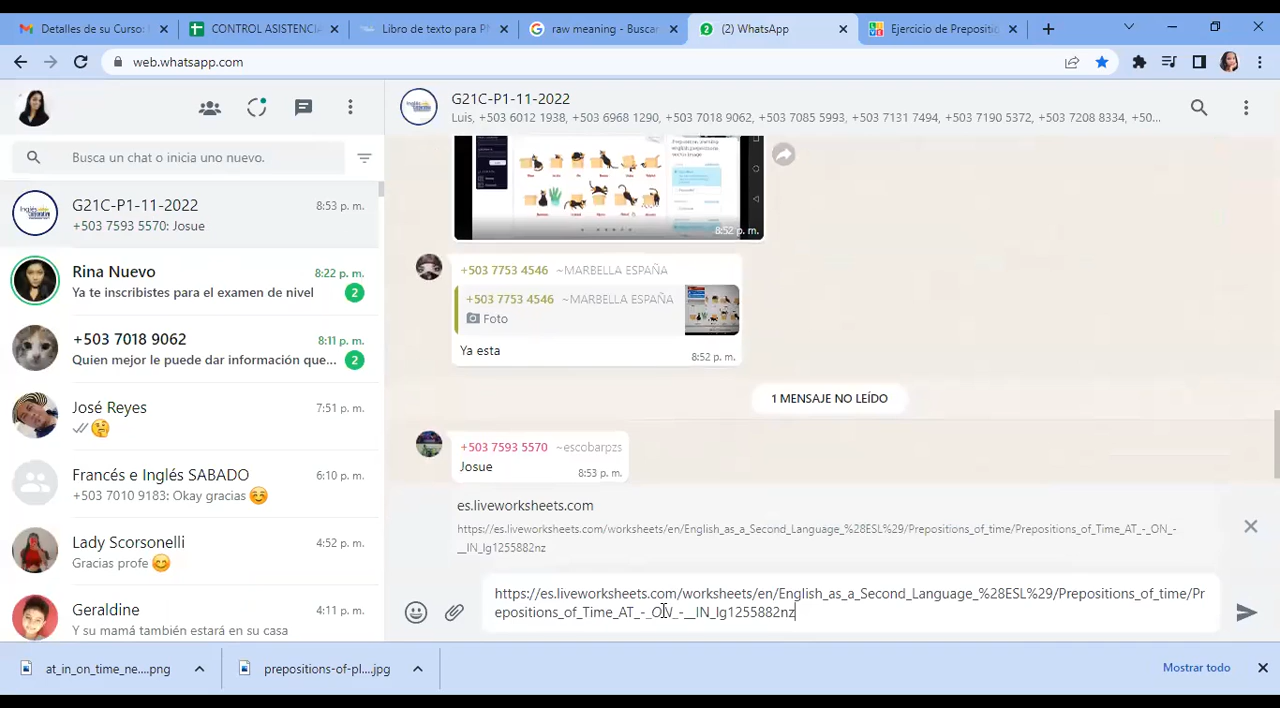 Detalles de su Curso:
CONTROL ASISTENCIA
Libro de texto para
raw meaning - Buscar
(2) WhatsApp
Ejercicio de Preposition
web.whatsapp.com
G21C-P1-11-2022
Luis, +503 6012 1938, +503 6968 1290, +503 7018 9062, +503 7085 5993, +503 7131 7494, +503 7190 5372, +503 7208 8334, +50...
Busca un chat o inicia uno nuevo.
G21C-P1-11-2022
8:53 p. m.
+503 7593 5570: Josue
Rina Nuevo
8:22 p. m.
Ya te inscribistes para el examen de nivel
2
+503 7018 9062
8:11 p. m.
Quien mejor le puede dar información que...
2
José Reyes
7:51 p. m.
Francés e Inglés SABADO
6:10 p. m.
+503 7010 9183: Okay gracias
Lady Scorsonelli
4:52 p. m.
Gracias profe
Geraldine
4:11 p. m.
Y su mamá también estará en su casa
8:52 p. m.
+503 7753 4546 ~MARBELLA ESPAÑA
+503 7753 4546 ~MARBELLA ESPAÑA
Foto
Ya esta
8:52 p. m.
1 MENSAJE NO LEÍDO
+503 7593 5570 ~escobarpzs
Josue
8:53 p. m.
es.liveworksheets.com
https://es.liveworksheets.com/worksheets/en/English_as_a_Second_Language_%28ESL%29/Prepositions_of_time/Prepositions_of_Time_AT_-_ON_-
__IN_lg1255882nz
https://es.liveworksheets.com/worksheets/en/English_as_a_Second_Language_%28ESL%29/Prepositions_of_time/Pr
epositions_of_Time_AT_-_ON_-__IN_lg1255882nz
at_in_on_time_ne....png
prepositions-of-pl....jpg
Mostrar todo